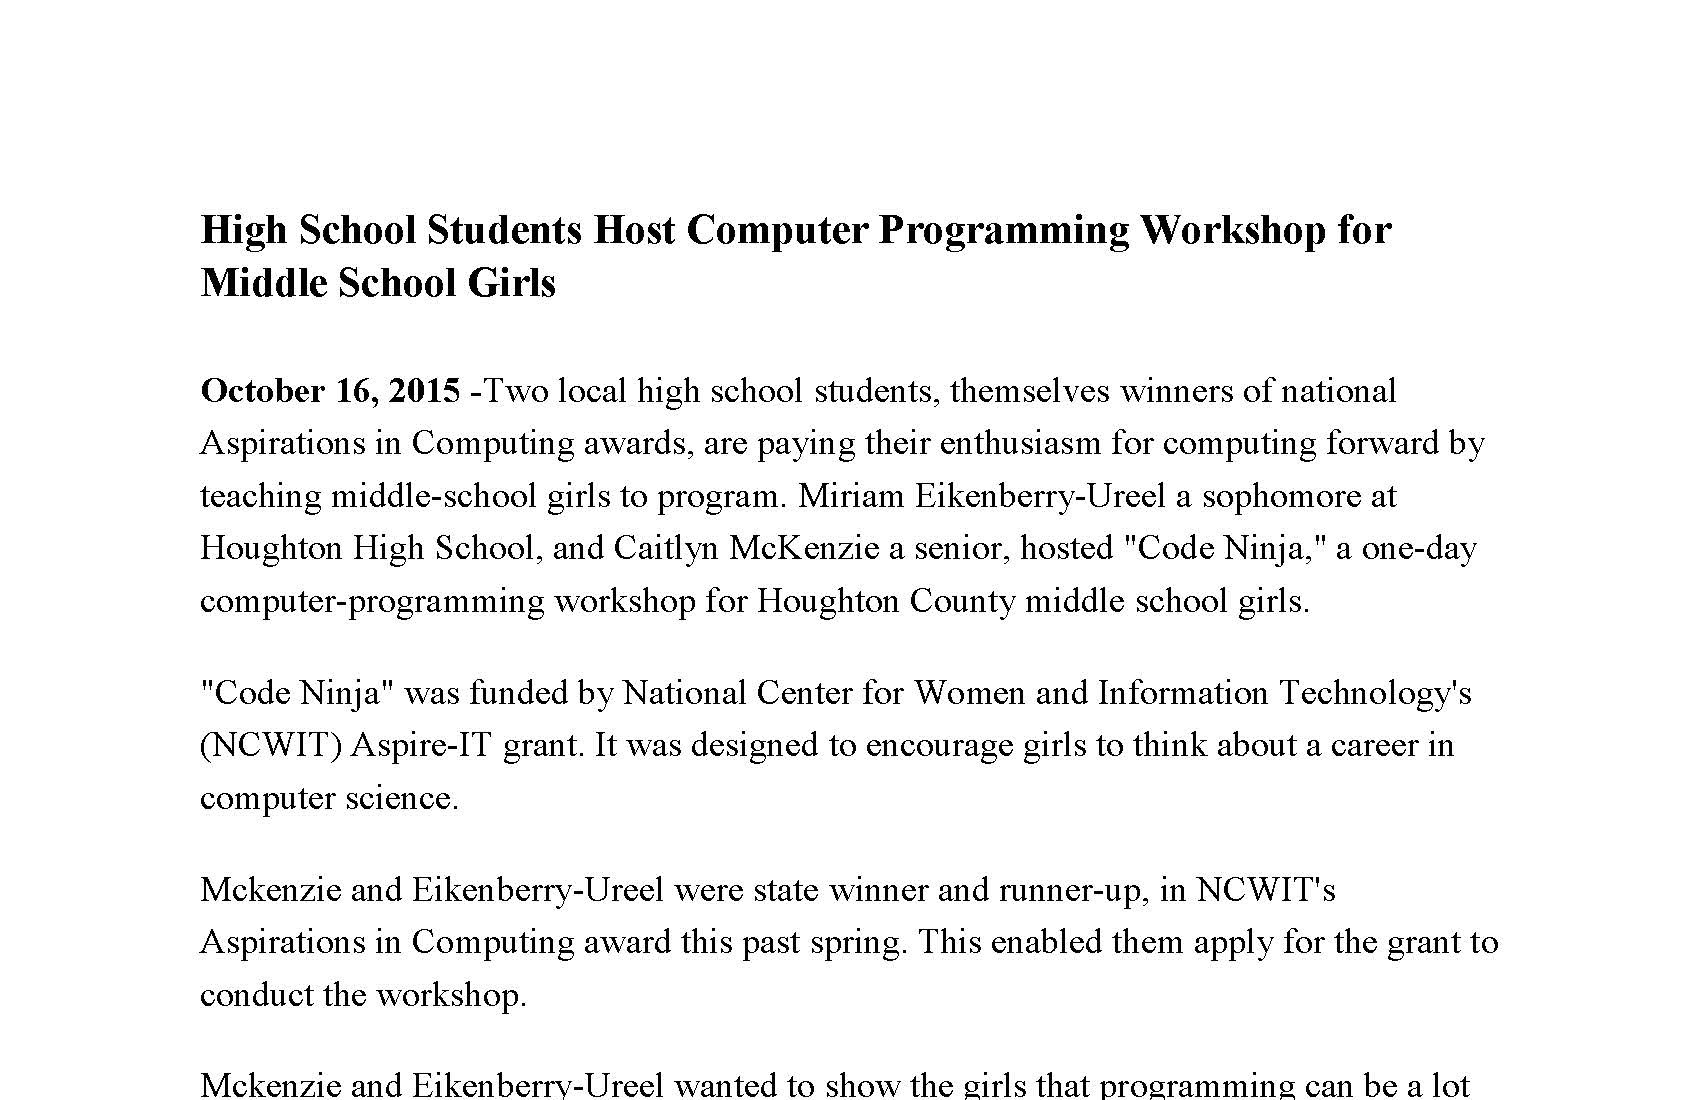 High School Students Host Computer Programming Workshop for
Middle School Girls
October 16, 2015 -Two local high school students, themselves winners of national
Aspirations in Computing awards, are paying their enthusiasm for computing forward by
teaching middle-school girls to program. Miriam Eikenberry-Ureel a sophomore at
Houghton High School, and Caitlyn McKenzie a senior, hosted "Code Ninja," a one-day
computer-programming workshop for Houghton County middle school girls.
"Code Ninja" was funded by National Center for Women and Information Technology's
(NCWIT) Aspire-IT grant. It was designed to encourage girls to think about a career in
computer science.
Mckenzie and Eikenberry-Ureel were state winner and runner-up, in NCWIT's
Aspirations in Computing award this past spring. This enabled them apply for the grant to
conduct the workshop.
Mckenzie and Eikenberry-Ureel wanted to show the girls that programming can be a lot